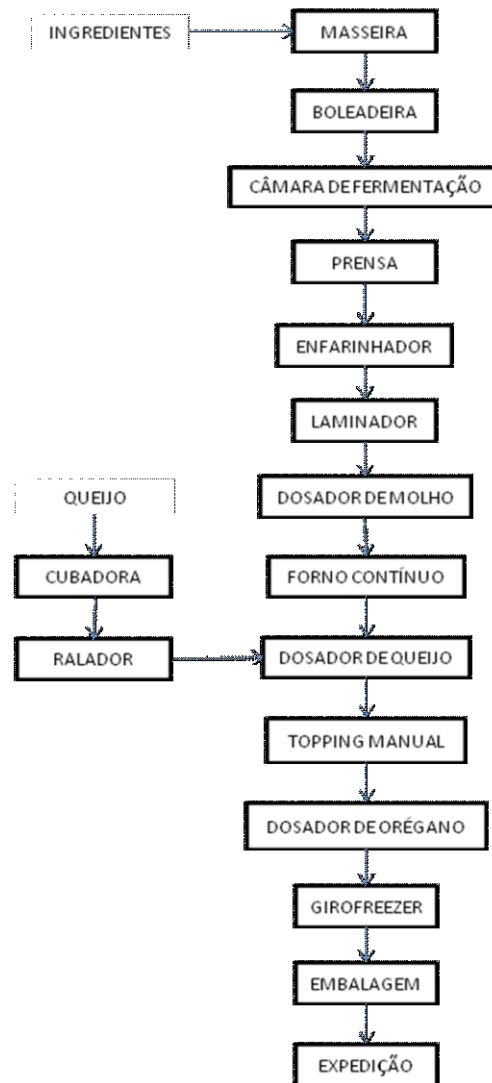 INGREDIENTES
MASSEIRA
BOLEADEIRA
CÂMARA DE FERMENTAÇÃO
PRENSA
ENFARINHADOR
LAMINADOR
QUEIJO
DOSADOR DE MOLHO
CUBADORA
FORNO CONTÍNUO
RALADOR
DOSADOR DE QUEIJO
TOPPING MANUAL
DOSADOR DE ORÉGANO
GIROFREEZER
EMBALAGEM
EXPEDIÇÃO